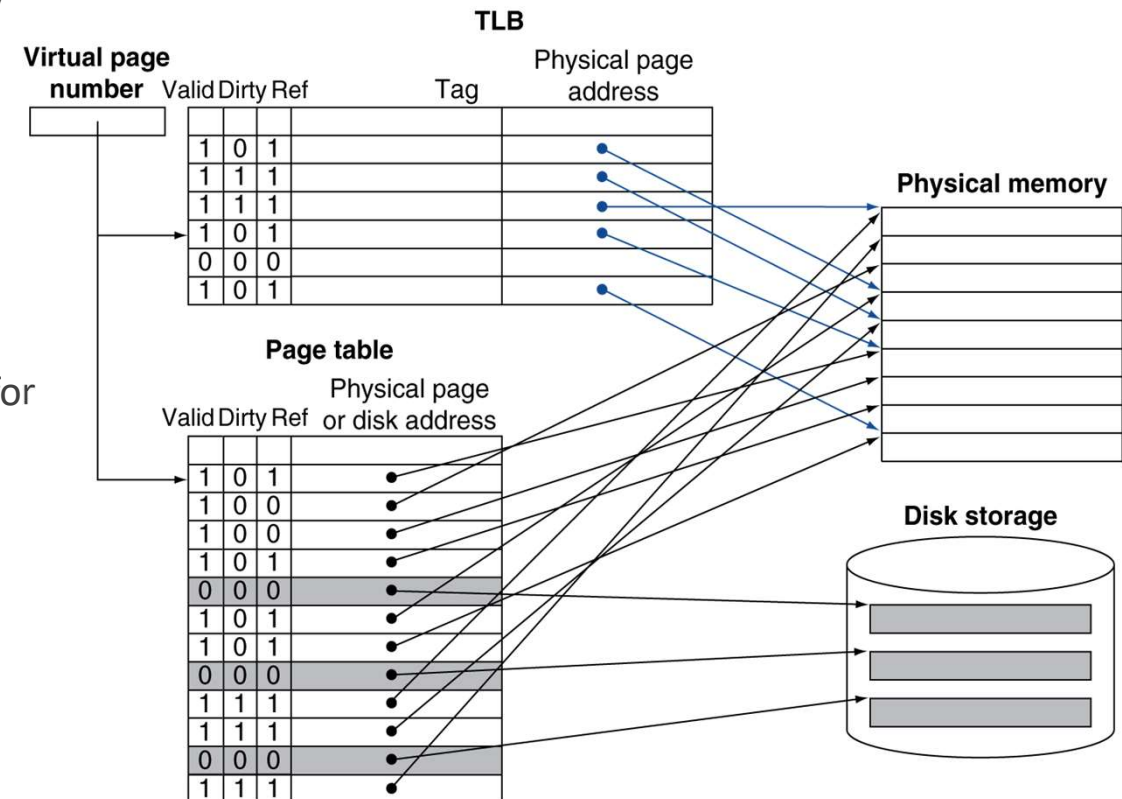 TLB
Virtual page
number
Valid Dirty Ref
Tag
Physical page
address
1 0 1
1 1 1
1 1 1
1 0 1
0 0 0
1 0 1
Physical memory
for
Page table
Valid Dirty Ref
Physical page
or disk address
1 0 1
1 0 0
1 0 0
1 0 1
0 0 0
1 0 1
1 0 1
0 0 0
1 1 1
1 1 1
0 0 0
1 1 1
Disk storage